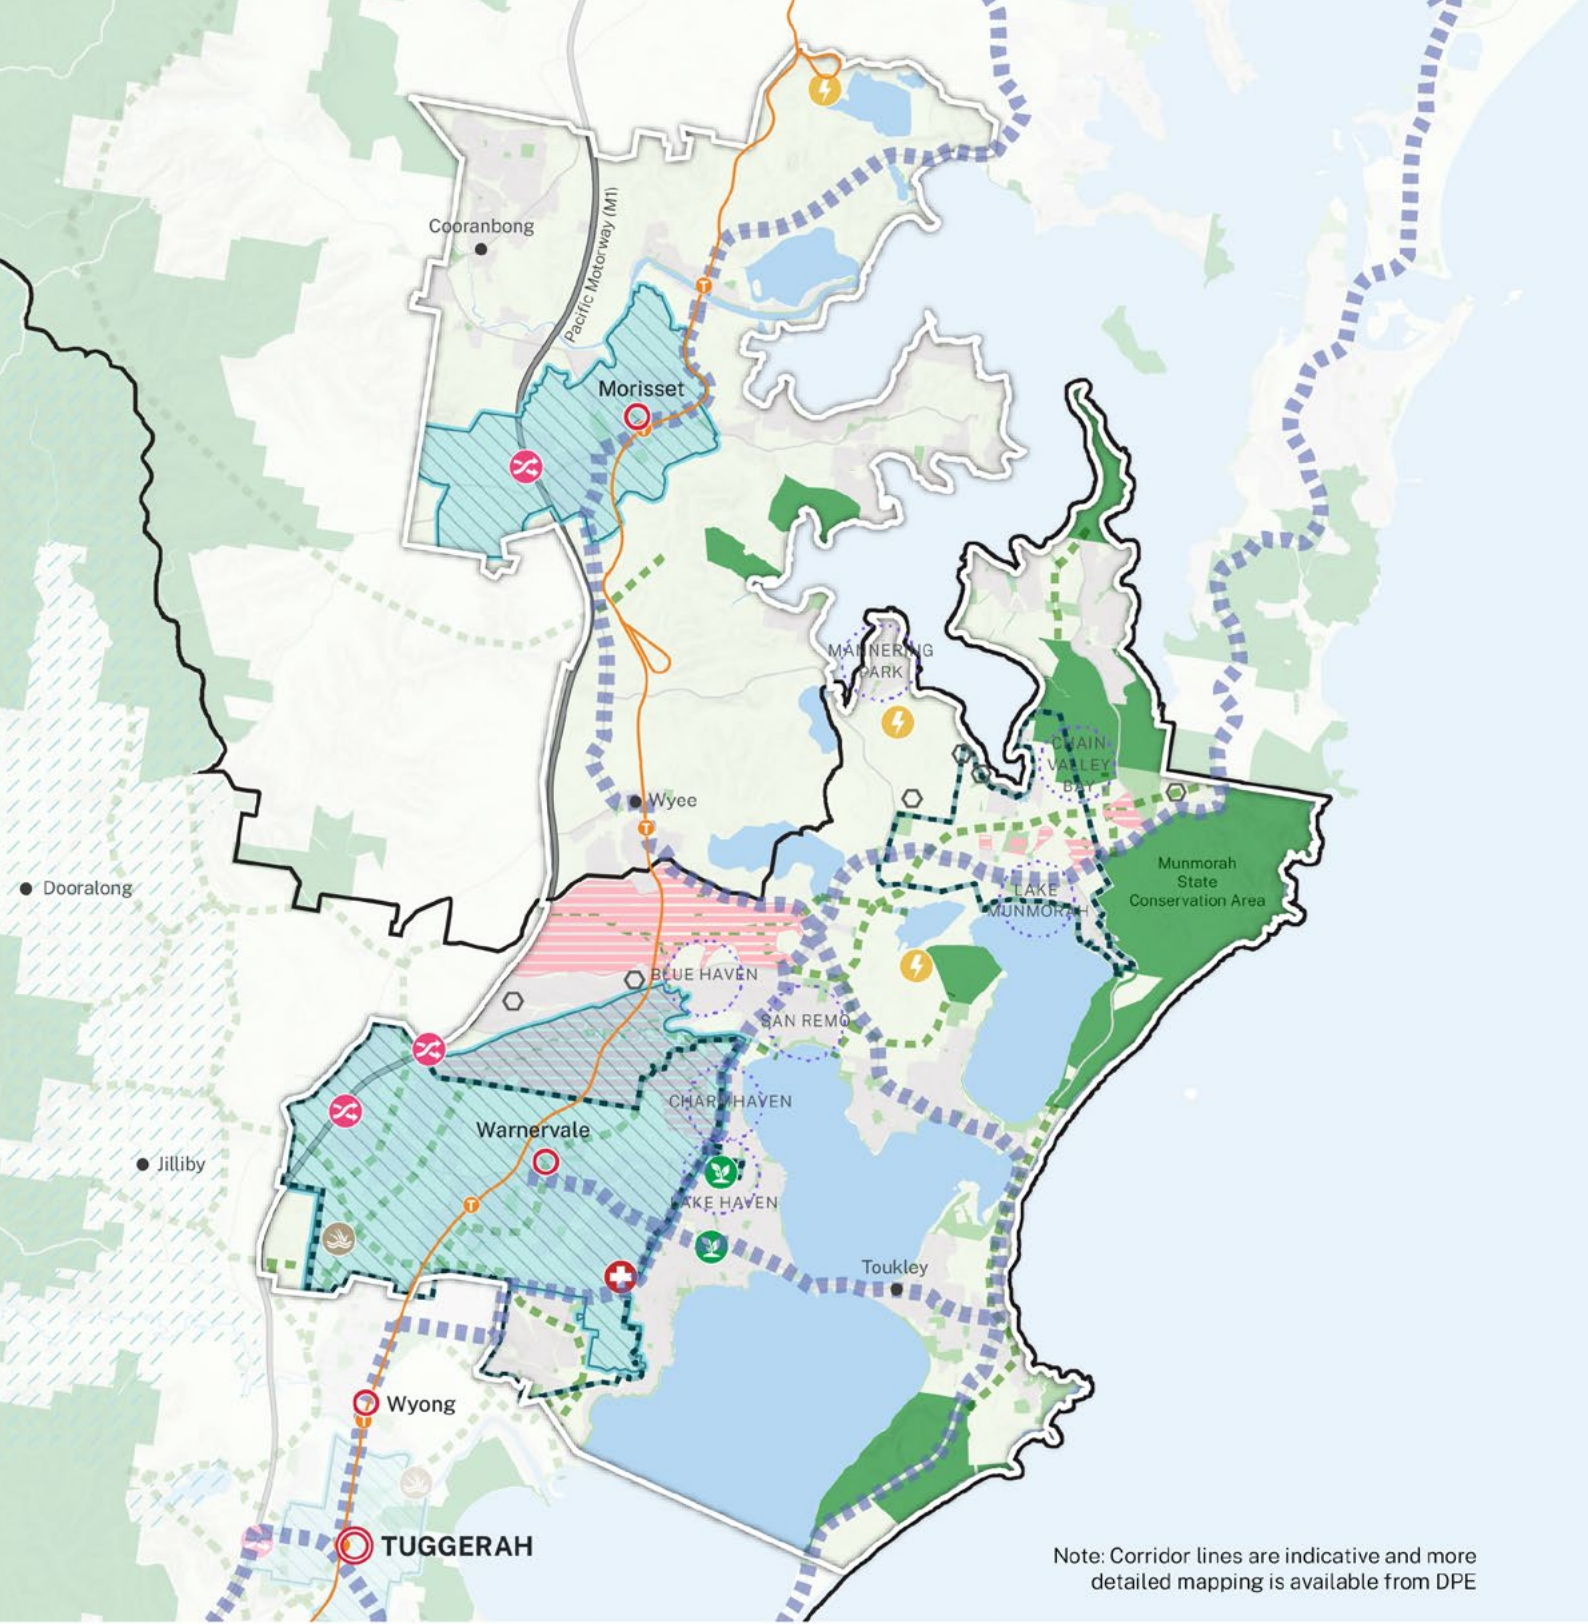 Cooranbong
Pacific Motorway (M1)
T
Morisset
T
MANNERING
PARK
CHAIN
VALLEY
BAY
Wyee
T
Munmorah
State
Conservation Area
Dooralong
LAKE
MUNMORAH
BLUE HAVEN
SAN REMO
CHARMHAVEN
Warnervale
Jilliby
LAKE HAVEN
T
Toukley
Wyong
T
TUGGERAH
Note: Corridor lines are indicative and more
detailed mapping is available from DPE